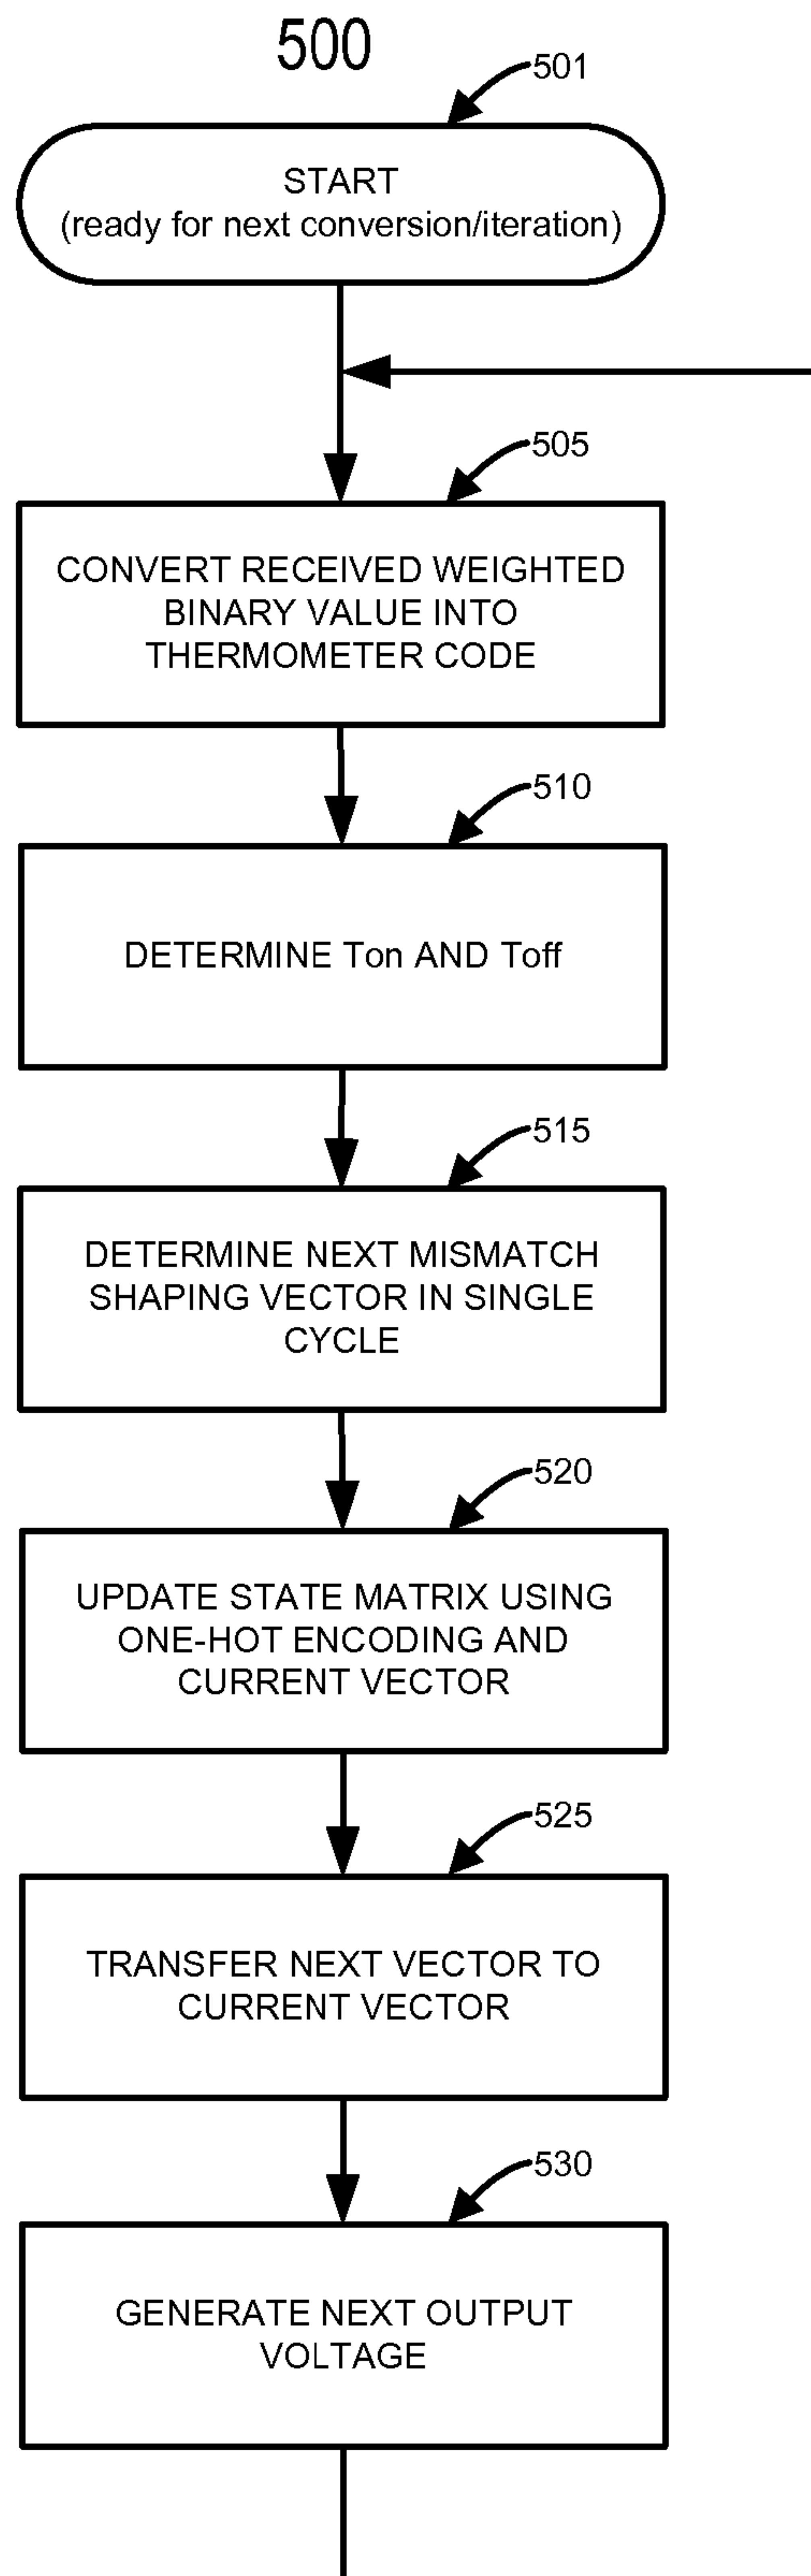 500
501
START
(ready for next conversion/iteration)
505
CONVERT RECEIVED WEIGHTED
BINARY VALUE INTO
THERMOMETER CODE
510
DETERMINE Ton AND Toff
515
DETERMINE NEXT MISMATCH
SHAPING VECTOR IN SINGLE
CYCLE
520
UPDATE STATE MATRIX USING
ONE-HOT ENCODING AND
CURRENT VECTOR
525
TRANSFER NEXT VECTOR TO
CURRENT VECTOR
530
GENERATE NEXT OUTPUT
VOLTAGE